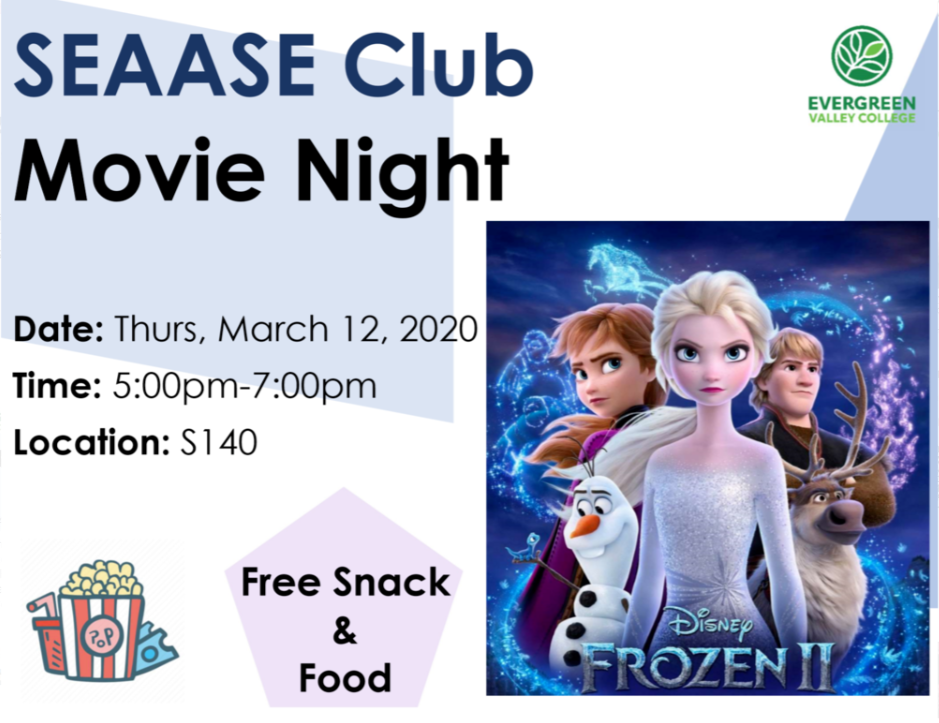 SEAASE Club
Movie Night
EVERGREEN
VALLEY COLLEGE
Date: Thurs, March 12, 2020
Time: 5:00pm-7:00pm
Location: S140
POP
Free Snack
&
Food
Disney
FROZEN II